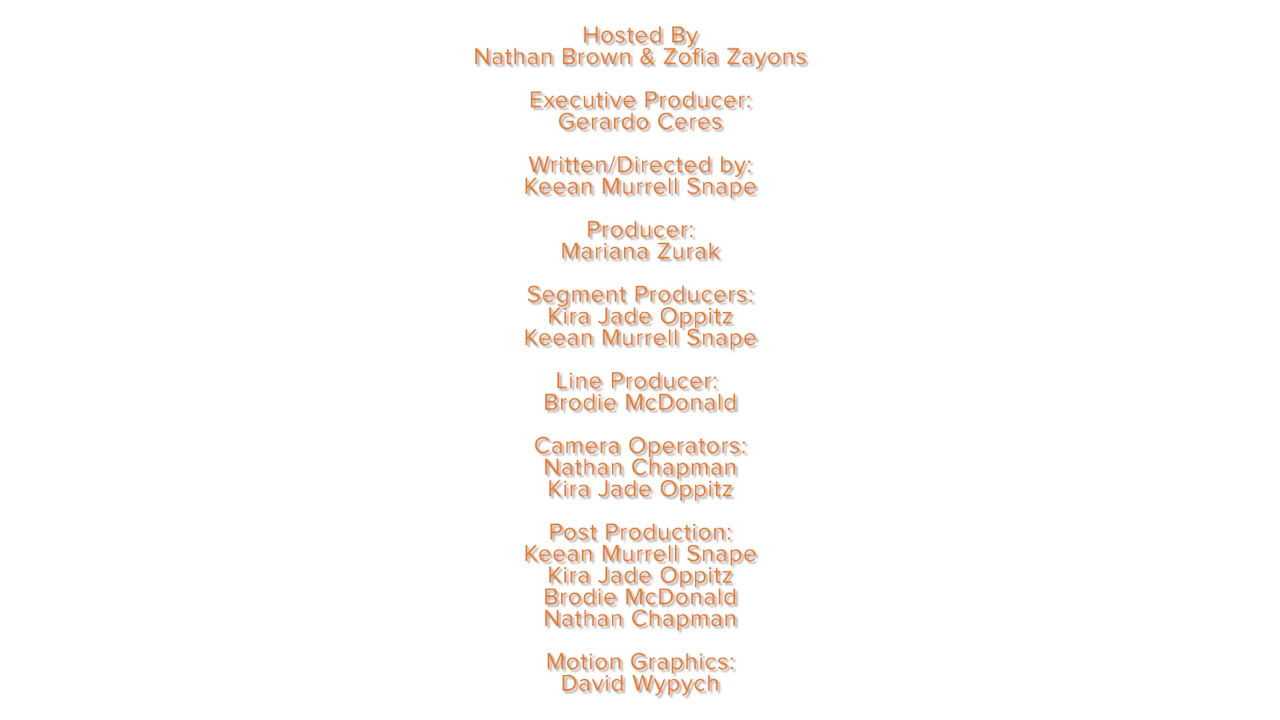 Hosted By
Nathan Brown & Zofia Zayons
Executive Producer:
Gerardo Ceres
Written/Directed by:
Keean Murrell Snape
Producer:
Mariana Zurak
Segment Producers:
Kira Jade Oppitz
Keean Murrell Snape
Line Producer:
Brodie McDonald
Camera Operators:
Nathan Chapman
Kira Jade Oppitz
Post Production:
Keean Murrell Snape
Kira Jade Oppitz
Brodie McDonald
Nathan Chapman
Motion Graphics:
David Wypych